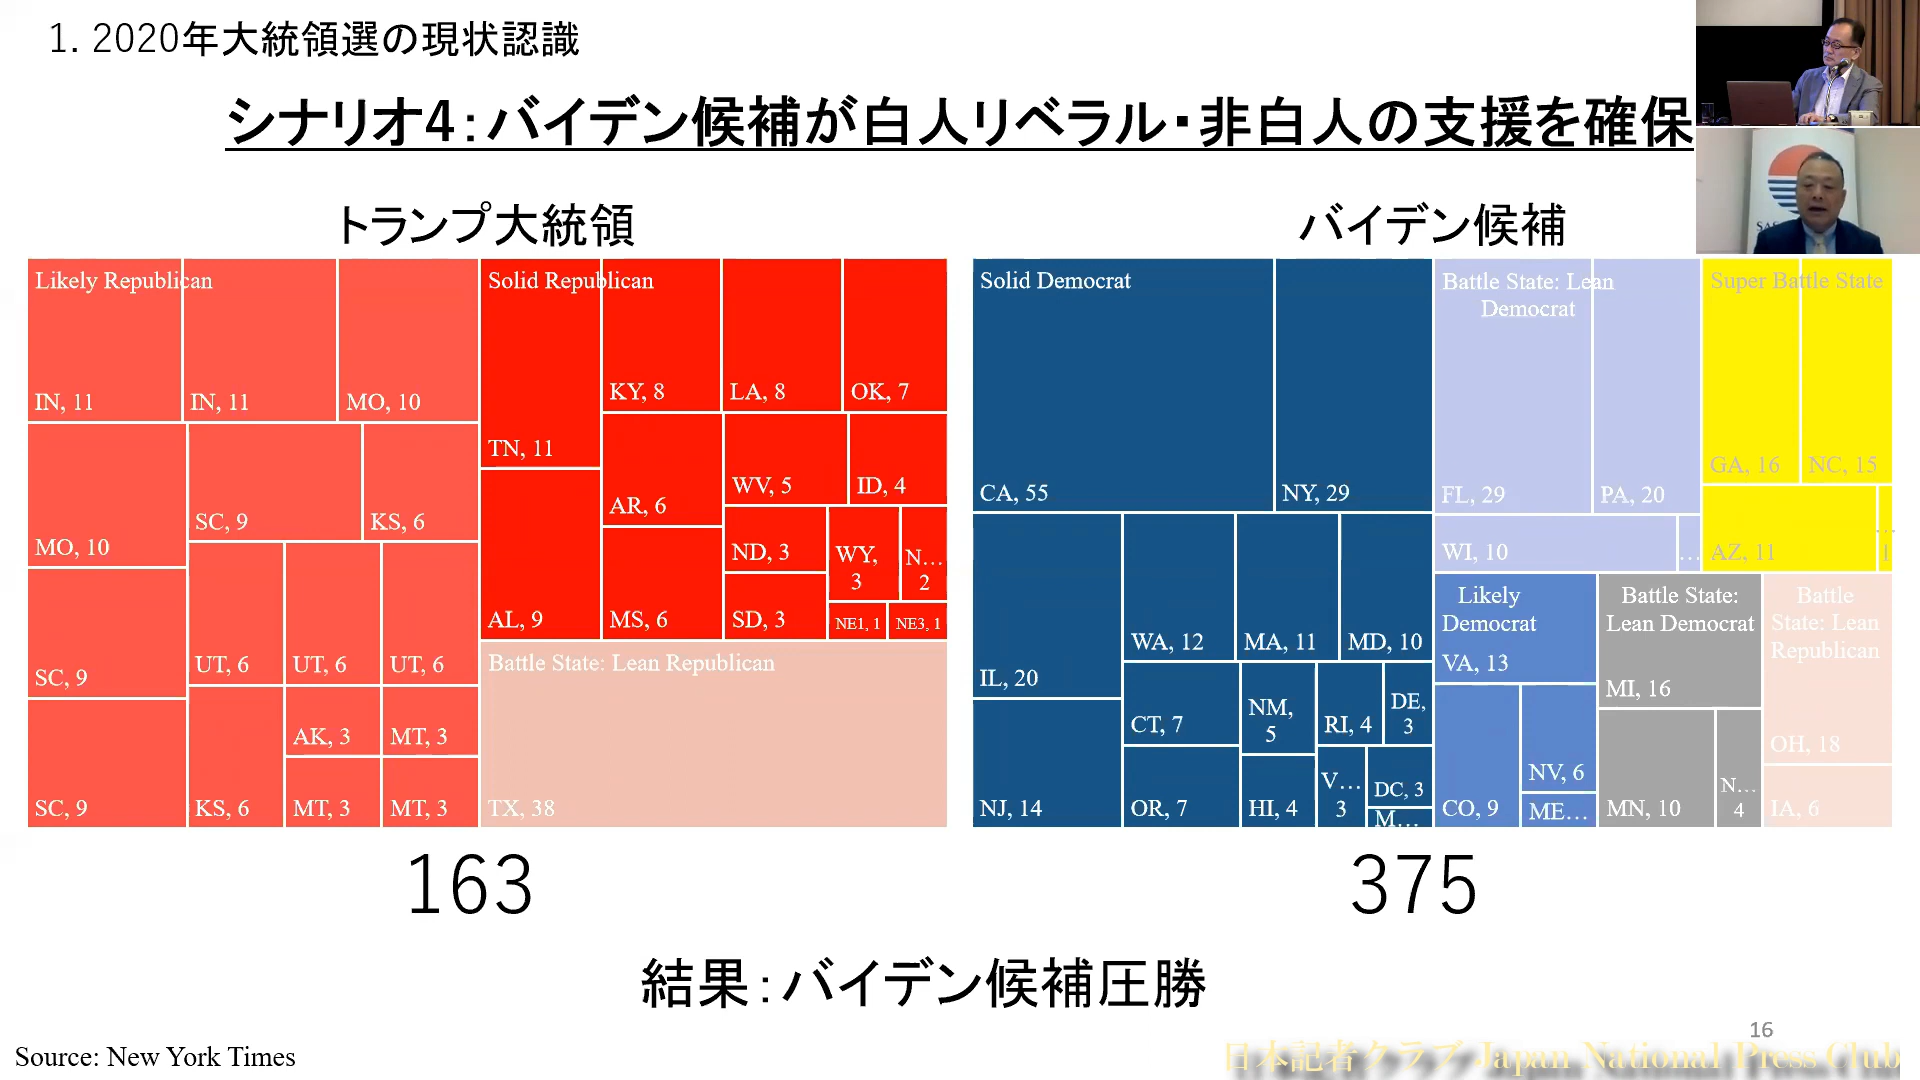 1. 2020年大統領選の現状認識
シナリオ4：バイデン候補が白人リベラル・非白人の支援を確保
トランプ大統領
バイデン候補
Likely Republican
IN, 11
IN, 11
MO, 10
MO, 10
SC, 9
KS, 6
SC, 9
UT, 6
UT, 6
UT, 6
SC, 9
KS, 6
AK, 3
MT, 3
MT, 3
MT, 3
Solid Republican
TN, 11
KY, 8
LA, 8
OK, 7
AL, 9
AR, 6
MS, 6
WV, 5
ID, 4
ND, 3
SD, 3
WY,
3
N…
2
NE1, 1
NE3, 1
Battle State: Lean Republican
TX, 38
Solid Democrat
CA, 55
NY, 29
IL, 20
NJ, 14
WA, 12
MA, 11
MD, 10
CT, 7
OR, 7
NM,
5
HI, 4
RI, 4
DE,
3
V…
3
DC, 3
M…
Battle State: Lean
Democrat
FL, 29
PA, 20
WI, 10
…
Super Battle State
GA, 16
NC, 15
AZ, 11
…
1
Likely
Democrat
VA, 13
CO, 9
NV, 6
ME…
Battle State:
Lean Democrat
MI, 16
MN, 10
N…
4
Battle
State: Lean
Republican
OH, 18
IA, 6
163
375
結果：バイデン候補圧勝
16
Source: New York Times
日本記者クラブ Japan National Press Club